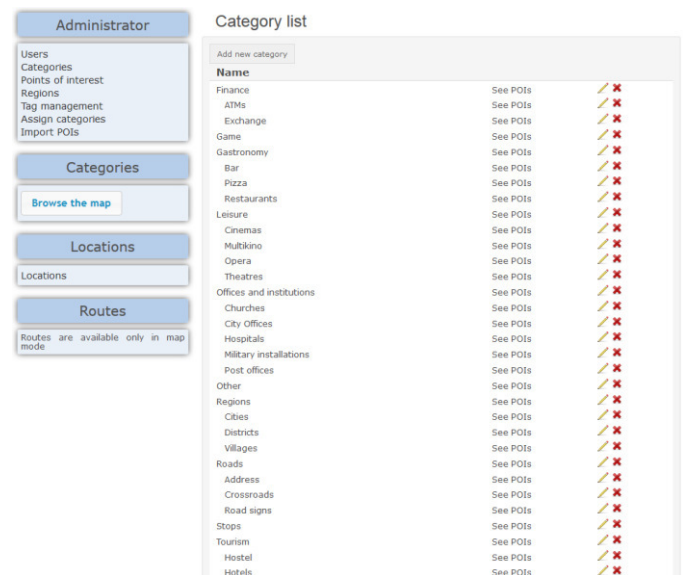 Administrator
Users
Categories
Points of interest
Regions
Tag management
Assign categories
Import POIs
Categories
Browse the map
Locations
Locations
Routes
Routes are available only in map
mode
Category list
Add new category
Name
Finance See POIs
ATMs See POIs
Exchange See POIs
Game See POIs
Gastronomy See POIs
Bar See POIs
Pizza See POIs
Restaurants See POIs
Leisure See POIs
Cinemas See POIs
Multikino See POIs
Opera See POIs
Theatres See POIs
Offices and institutions See POIs
Churches See POIs
City Offices See POIs
Hospitals See POIs
Military installations See POIs
Post offices See POIs
Other See POIs
Regions See POIs
Cities See POIs
Districts See POIs
Villages See POIs
Roads See POIs
Address See POIs
Crossroads See POIs
Road signs See POIs
Stops See POIs
Tourism See POIs
Hostel See POIs
Hotels See POIs